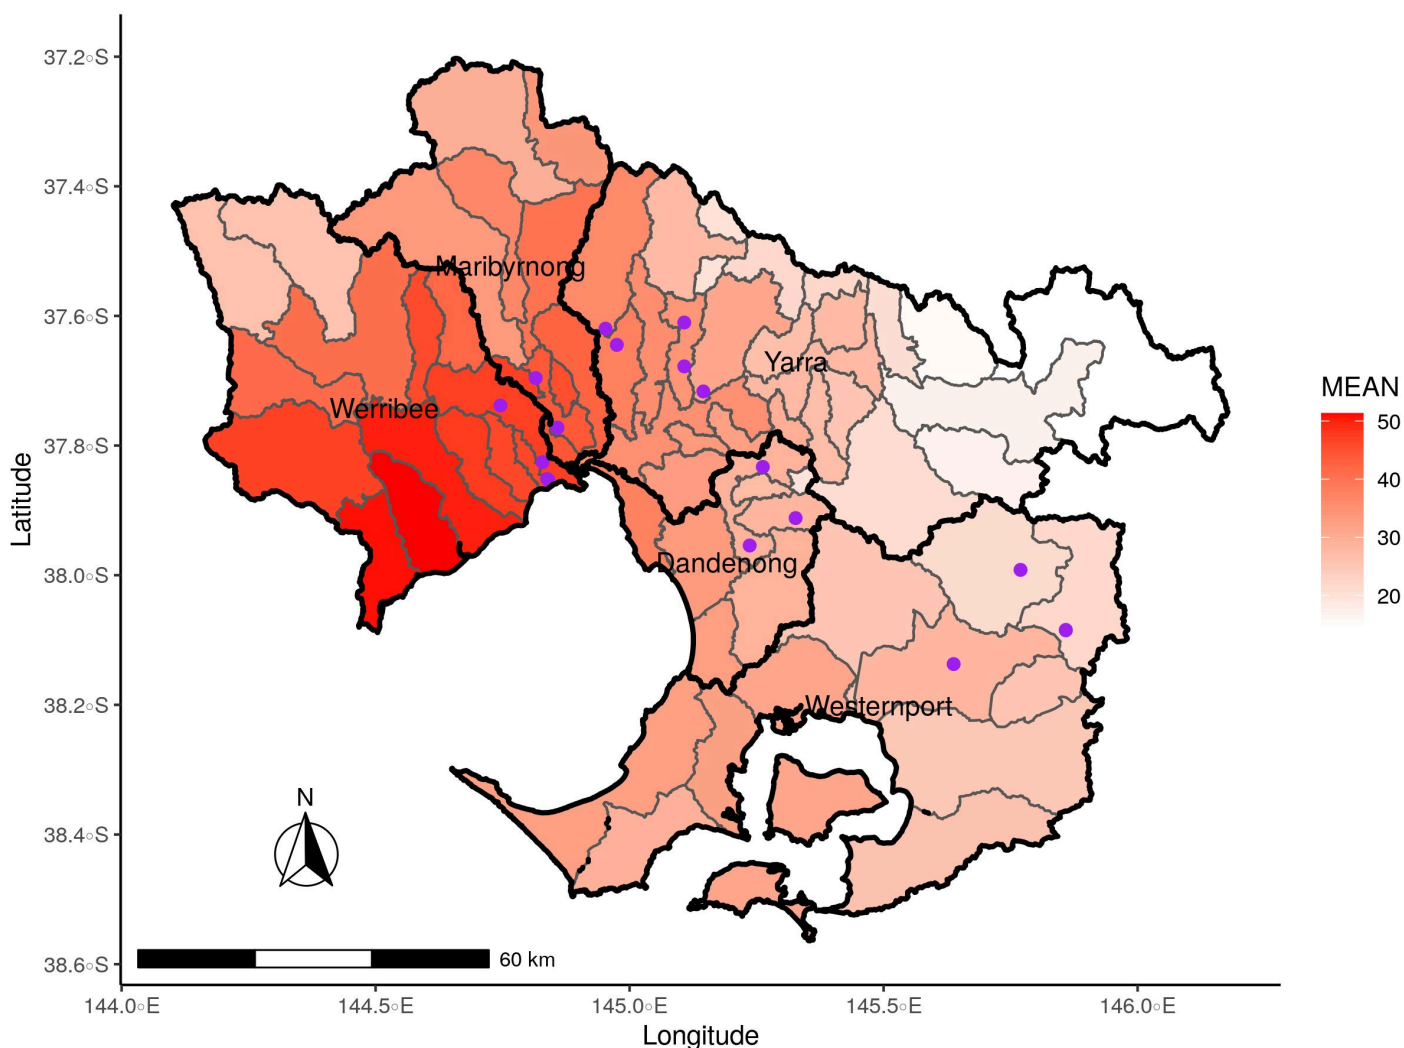 37.2°S
37.4°S
37.6°S
37.8°S
38.0°S
38.2°S
38.4°S
38.6°S
Latitude
Maribyrnong
Yarra
Werribee
Dandenong
Westernport
MEAN
50
40
30
20
N
60 km
144.0°E
144.5°E
145.0°E
145.5°E
146.0°E
Longitude